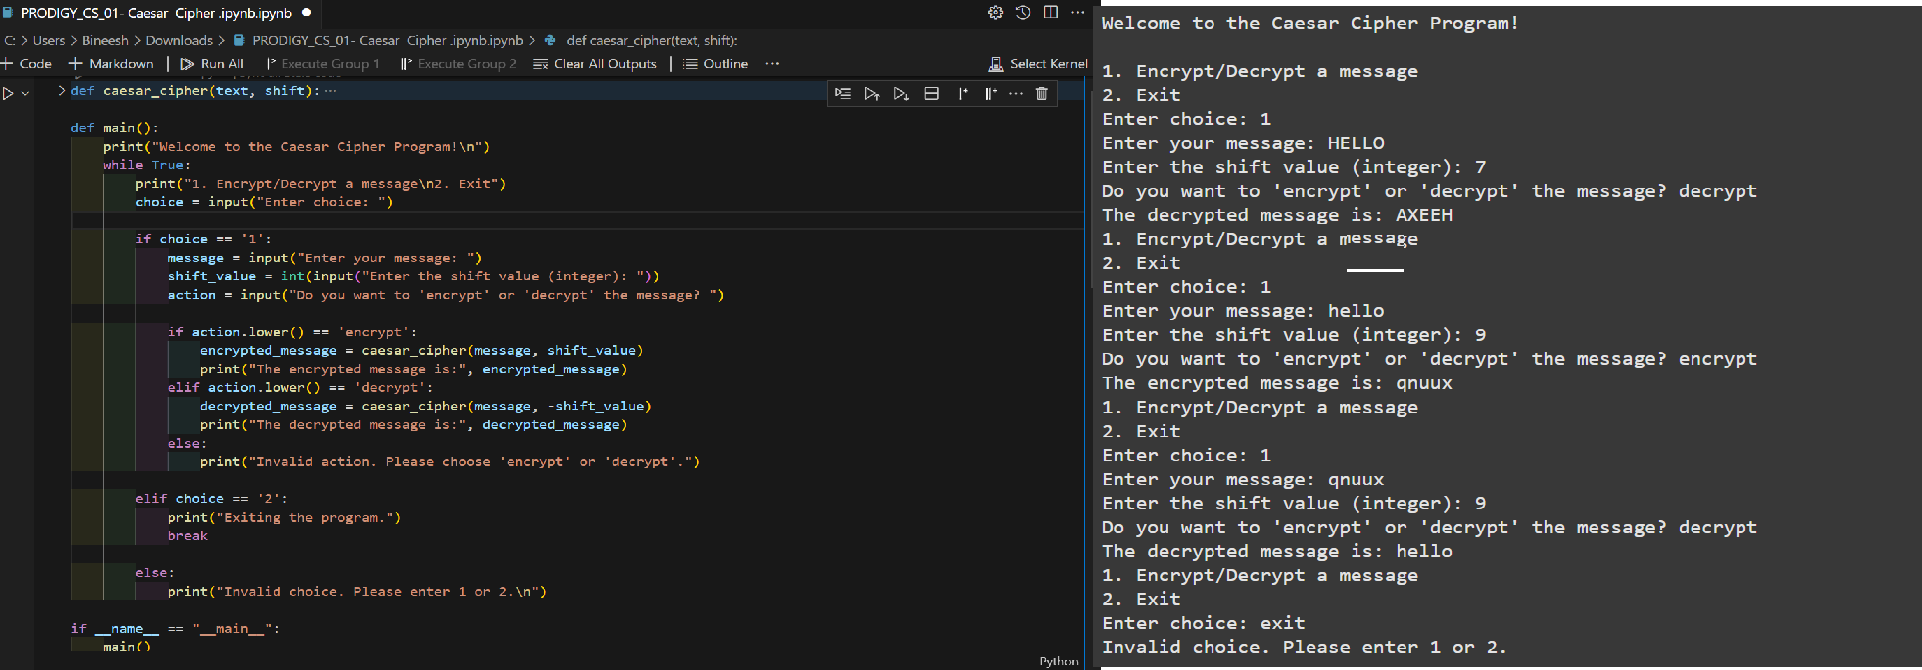 PRODIGY_CS_01- Caesar Cipher .ipynb.ipynb
C: > Users > Bineesh > Downloads > PRODIGY_CS_01- Caesar Cipher .ipynb.ipynb > def caesar_cipher(text, shift):
+ Code + Markdown | Run All Execute Group 1 Execute Group 2 Clear All Outputs | Outline ··· Select Kernel
def caesar_cipher(text, shift):···
def main():
print("Welcome to the Caesar Cipher Program!\n")
while True:
print("1. Encrypt/Decrypt a message\n2. Exit")
choice = input("Enter choice: ")
if choice == '1':
message = input("Enter your message: ")
shift_value = int(input("Enter the shift value (integer): "))
action = input("Do you want to 'encrypt' or 'decrypt' the message? ")
if action.lower() == 'encrypt':
encrypted_message = caesar_cipher(message, shift_value)
print("The encrypted message is:", encrypted_message)
elif action.lower() == 'decrypt':
decrypted_message = caesar_cipher(message, -shift_value)
print("The decrypted message is:", decrypted_message)
else:
print("Invalid action. Please choose 'encrypt' or 'decrypt'.")
elif choice == '2':
print("Exiting the program.")
break
else:
print("Invalid choice. Please enter 1 or 2.\n")
if __name__ == "__main__":
main()
Python
Welcome to the Caesar Cipher Program!
1. Encrypt/Decrypt a message
2. Exit
Enter choice: 1
Enter your message: HELLO
Enter the shift value (integer): 7
Do you want to 'encrypt' or 'decrypt' the message? decrypt
The decrypted message is: AXEEH
1. Encrypt/Decrypt a message
2. Exit
Enter choice: 1
Enter your message: hello
Enter the shift value (integer): 9
Do you want to 'encrypt' or 'decrypt' the message? encrypt
The encrypted message is: qnuux
1. Encrypt/Decrypt a message
2. Exit
Enter choice: 1
Enter your message: qnuux
Enter the shift value (integer): 9
Do you want to 'encrypt' or 'decrypt' the message? decrypt
The decrypted message is: hello
1. Encrypt/Decrypt a message
2. Exit
Enter choice: exit
Invalid choice. Please enter 1 or 2.